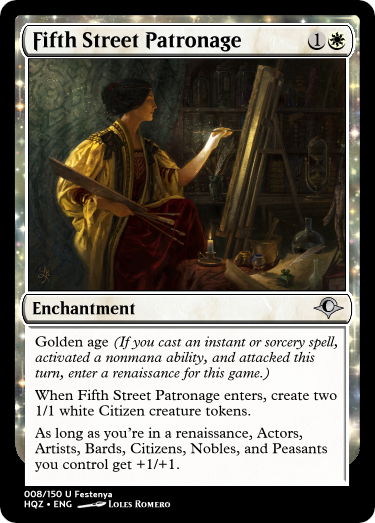 Fifth Street Patronage 1
Enchantment
Golden age (If you cast an instant or sorcery spell,
activated a nonmana ability, and attacked this
turn, enter a renaissance for this game.)
When Fifth Street Patronage enters, create two
1/1 white Citizen creature tokens.
As long as you're in a renaissance, Actors,
Artists, Bards, Citizens, Nobles, and Peasants
you control get +1/+1.
008/150 U Festenya
HQZ • ENG Loles Romero